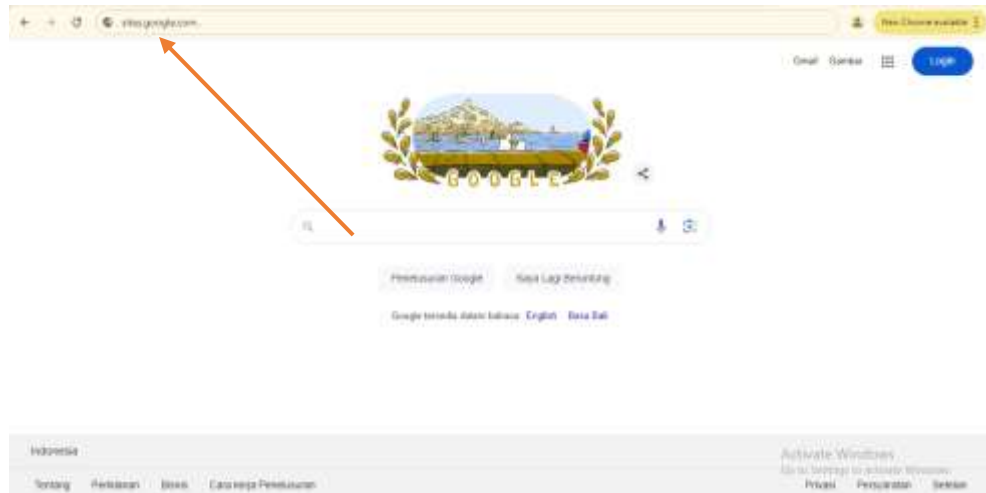 sites.google.com
New Chrome available
Gmail Gambar Login
GOOGLE
Penelusuran Google Saya Lagi Beruntung
Google tersedia dalam bahasa: English Basa Bali
Indonesia
Activate Windows
Go to Settings to activate Windows.
Tentang Periklanan Bisnis Cara Kerja Penelusuran Privasi Persyaratan Setelan